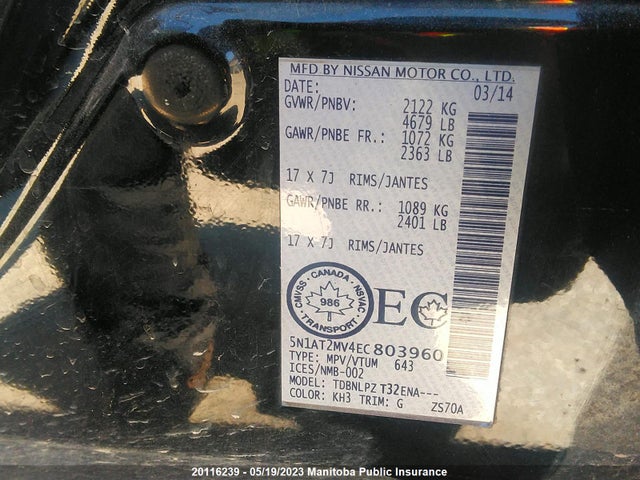 MFD BY NISSAN MOTOR CO., LTD.
DATE: 03/14
GVWR/PNBV: 2122 KG
4679 LB
GAWR/PNBE FR.: 1072 KG
2363 LB
17 X 7J RIMS/JANTES
GAWR/PNBE RR.: 1089 KG
2401 LB
17 X 7J RIMS/JANTES
CMVSS · CANADA · NSVAC
986
TRANSPORT
EC
5N1AT2MV4EC803960
TYPE: MPV/VTUM 643
ICES/NMB-002
MODEL: TDBNLPZ T32ENA---
COLOR: KH3 TRIM: G ZS70A
20116239 - 05/19/2023 Manitoba Public Insurance